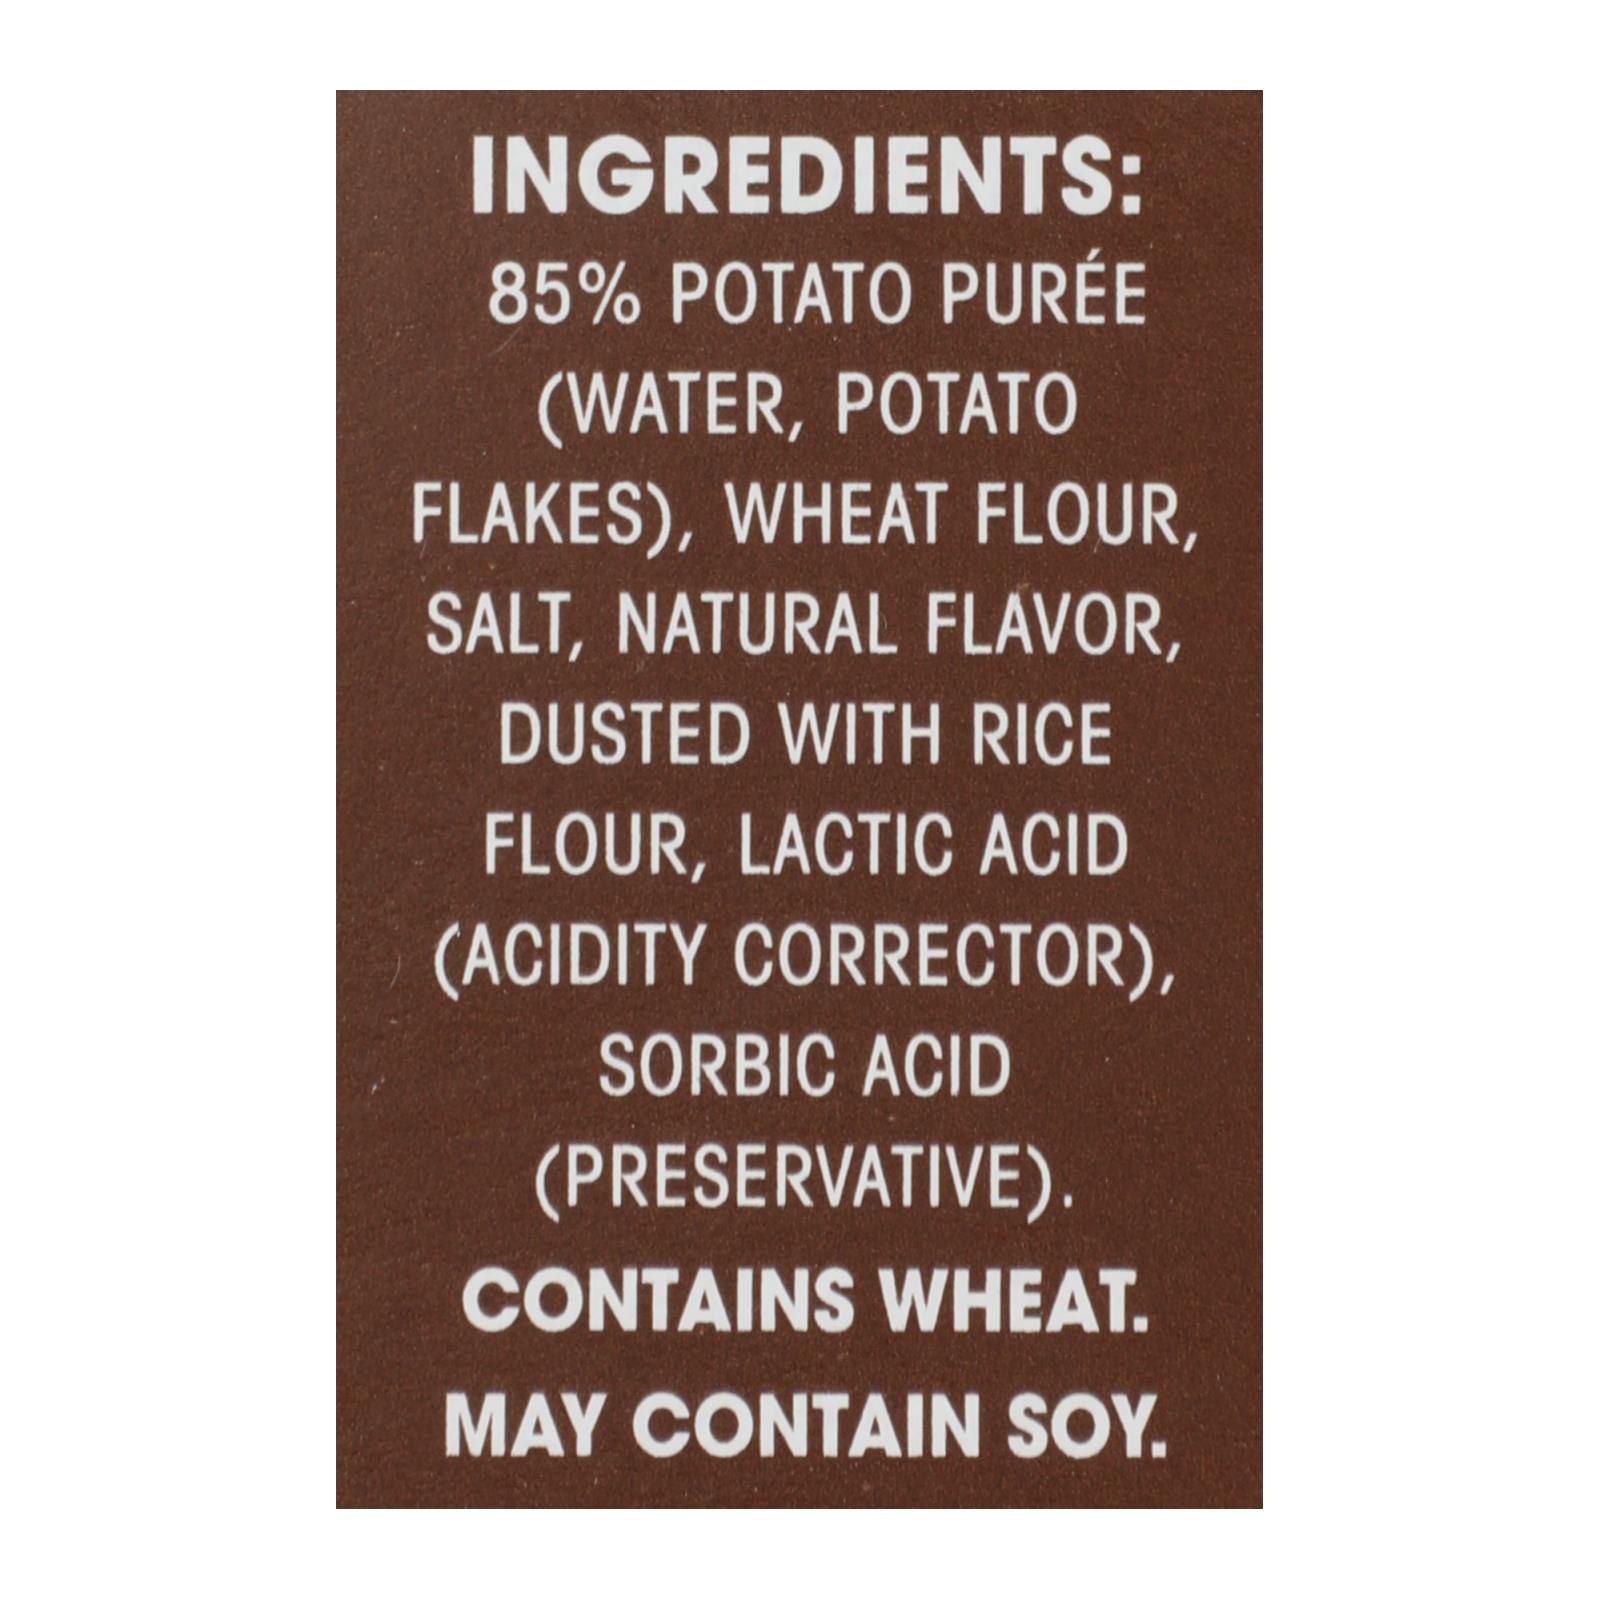 INGREDIENTS:
85% POTATO PURÉE
(WATER, POTATO
FLAKES), WHEAT FLOUR,
SALT, NATURAL FLAVOR,
DUSTED WITH RICE
FLOUR, LACTIC ACID
(ACIDITY CORRECTOR),
SORBIC ACID
(PRESERVATIVE).
CONTAINS WHEAT.
MAY CONTAIN SOY.